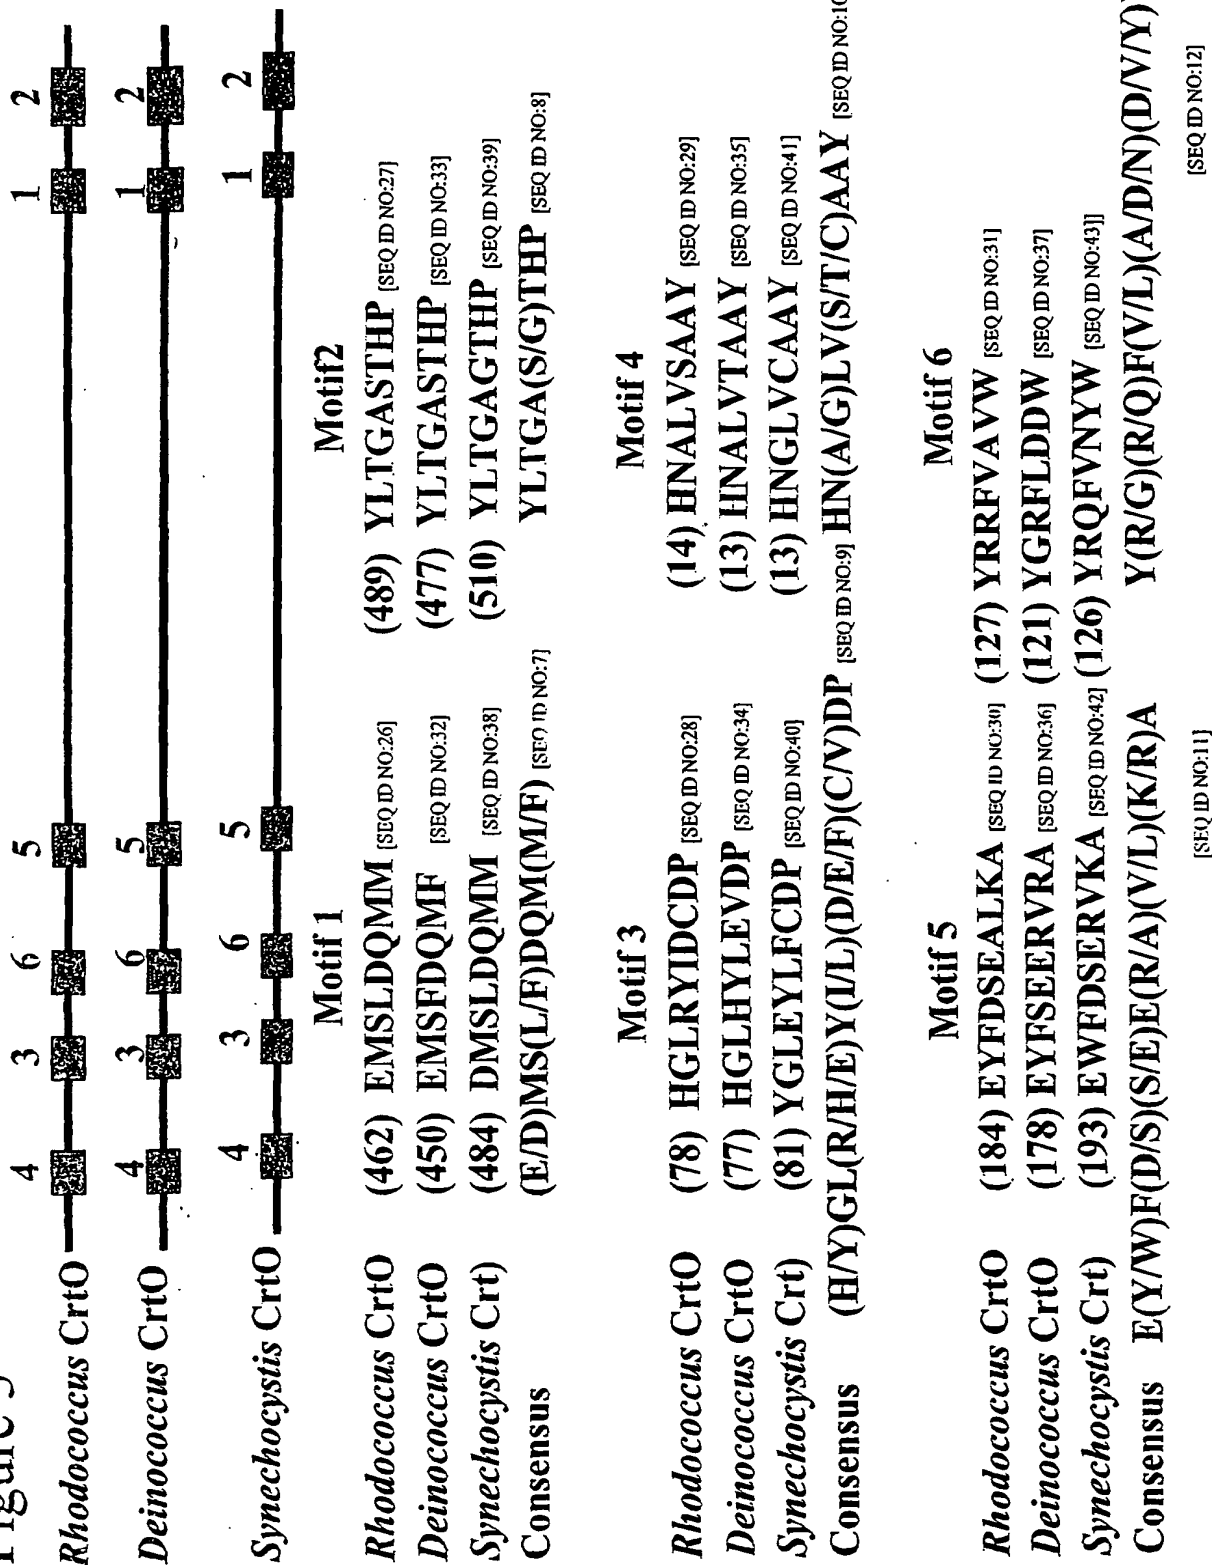 Figure 3
Rhodococcus CrtO 4 3 6 5 1 2
Deinococcus CrtO 4 3 6 5 1 2
Synechocystis CrtO 4 3 6 5 1 2
Motif 1 Motif2
Rhodococcus CrtO (462) EMSLDQMM [SEQ ID NO:26] (489) YLTGASTHP [SEQ ID NO:27]
Deinococcus CrtO (450) EMSFDQMF [SEQ ID NO:32] (477) YLTGASTHP [SEQ ID NO:33]
Synechocystis Crt) (484) DMSLDQMM [SEQ ID NO:38] (510) YLTGAGTHP [SEQ ID NO:39]
Consensus (E/D)MS(L/F)DQM(M/F) [SEQ ID NO:7] YLTGA(S/G)THP [SEQ ID NO:8]
Motif 3 Motif 4
Rhodococcus CrtO (78) HGLRYIDCDP [SEQ ID NO:28] (14) HNALVSAAY [SEQ ID NO:29]
Deinococcus CrtO (77) HGLHYLEVDP [SEQ ID NO:34] (13) HNALVTAAY [SEQ ID NO:35]
Synechocystis Crt) (81) YGLEYLFCDP [SEQ ID NO:40] (13) HNGLVCAAY [SEQ ID NO:41]
Consensus (H/Y)GL(R/H/E)Y(I/L)(D/E/F)(C/V)DP [SEQ ID NO:9] HN(A/G)LV(S/T/C)AAY [SEQ ID NO:10
Motif 5 Motif 6
Rhodococcus CrtO (184) EYFDSEALKA [SEQ ID NO:30] (127) YRRFVAVW [SEQ ID NO:31]
Deinococcus CrtO (178) EYFSEERVRA [SEQ ID NO:36] (121) YGRFLDDW [SEQ ID NO:37]
Synechocystis Crt) (193) EWFDSERVKA [SEQ ID NO:42] (126) YRQFVNYW [SEQ ID NO:43]]
Consensus E(Y/W)F(D/S)(S/E)E(R/A)(V/L)(K/R)A Y(R/G)(R/Q)F(V/L)(A/D/N)(D/V/Y)
[SEQ ID NO:11] [SEQ ID NO:12]